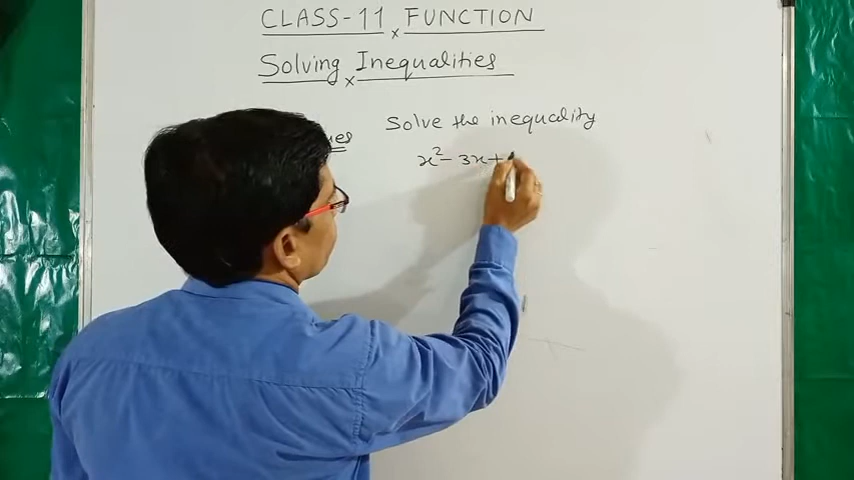 CLASS-11 × FUNCTION
Solving × Inequalities
Solve the inequality
x² - 3x +